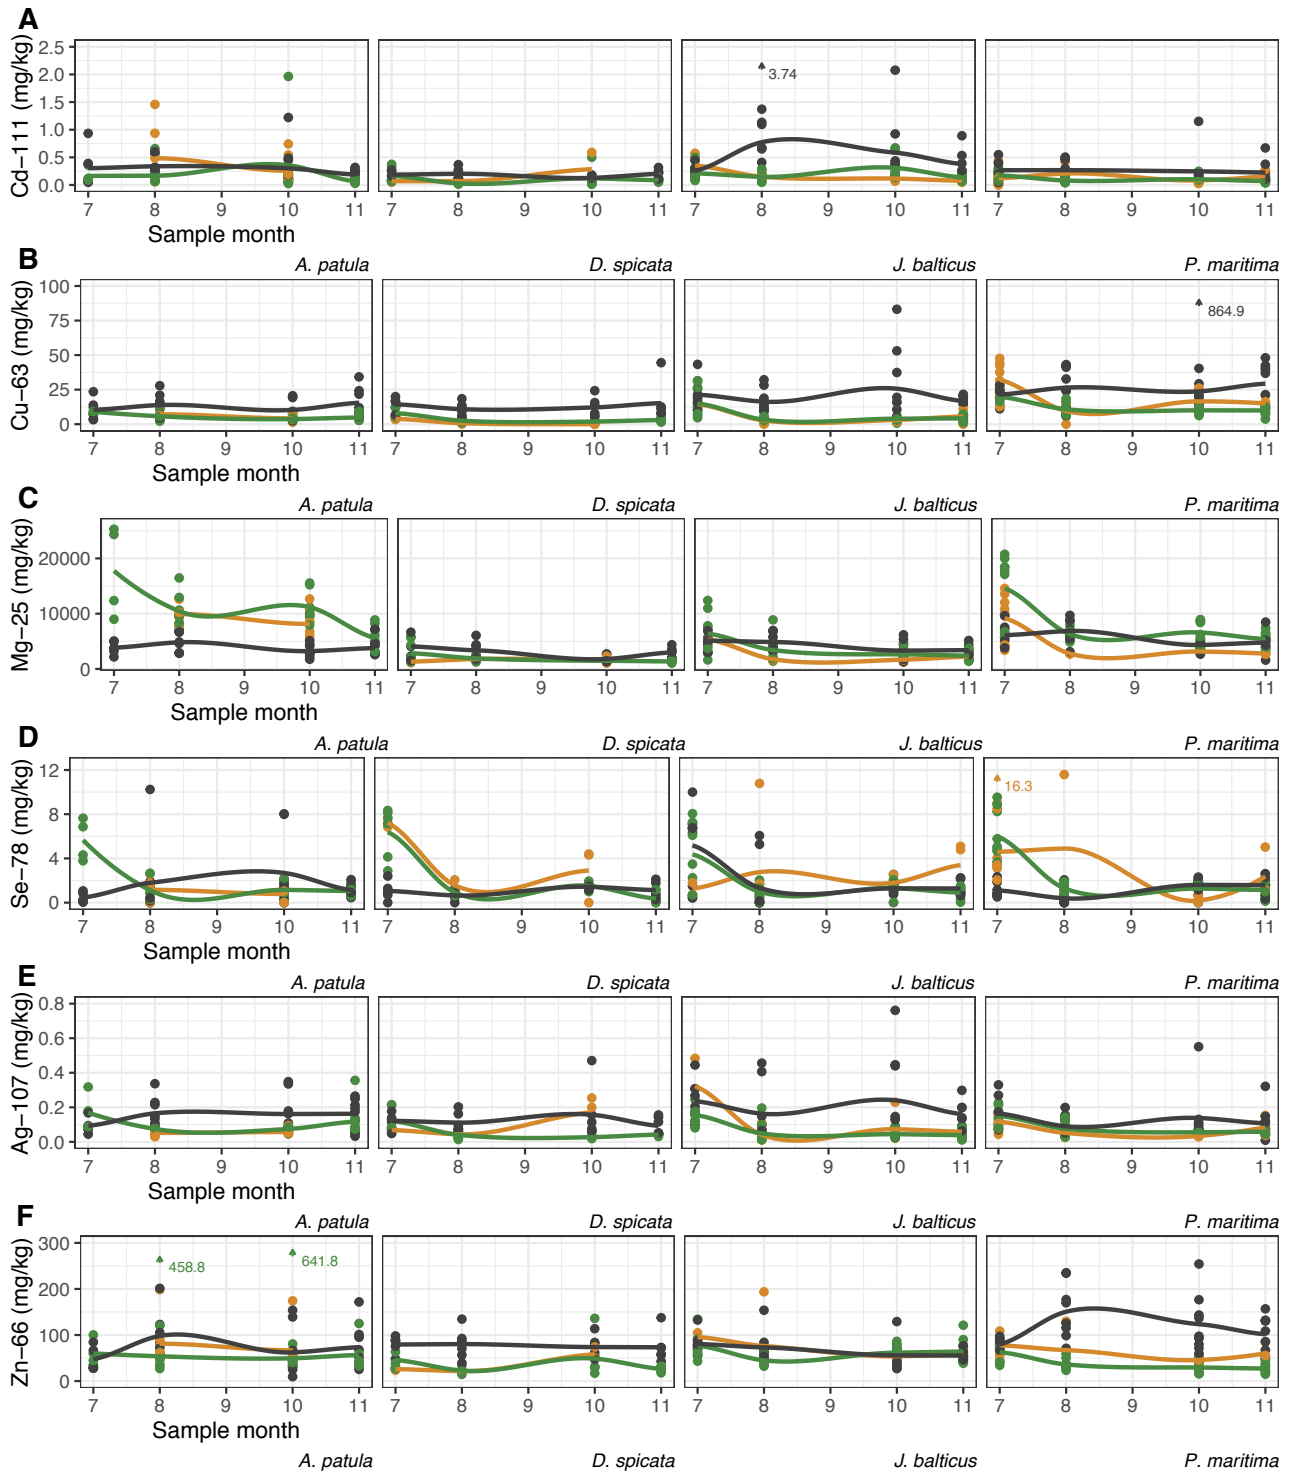 A
Cd−111 (mg/kg)
2.5
2.0
1.5
1.0
0.5
0.0
3.74
7 8 9 10 11 7 8 9 10 11 7 8 9 10 11 7 8 9 10 11
Sample month
A. patula D. spicata J. balticus P. maritima
B
Cu−63 (mg/kg)
100
75
50
25
0
864.9
7 8 9 10 11 7 8 9 10 11 7 8 9 10 11 7 8 9 10 11
Sample month
A. patula D. spicata J. balticus P. maritima
C
Mg−25 (mg/kg)
20000
10000
0
7 8 9 10 11 7 8 9 10 11 7 8 9 10 11 7 8 9 10 11
Sample month
A. patula D. spicata J. balticus P. maritima
D
Se−78 (mg/kg)
12
8
4
0
16.3
7 8 9 10 11 7 8 9 10 11 7 8 9 10 11 7 8 9 10 11
Sample month
A. patula D. spicata J. balticus P. maritima
E
Ag−107 (mg/kg)
0.8
0.6
0.4
0.2
0.0
7 8 9 10 11 7 8 9 10 11 7 8 9 10 11 7 8 9 10 11
Sample month
A. patula D. spicata J. balticus P. maritima
F
Zn−66 (mg/kg)
300
200
100
0
458.8 641.8
7 8 9 10 11 7 8 9 10 11 7 8 9 10 11 7 8 9 10 11
Sample month
A. patula D. spicata J. balticus P. maritima